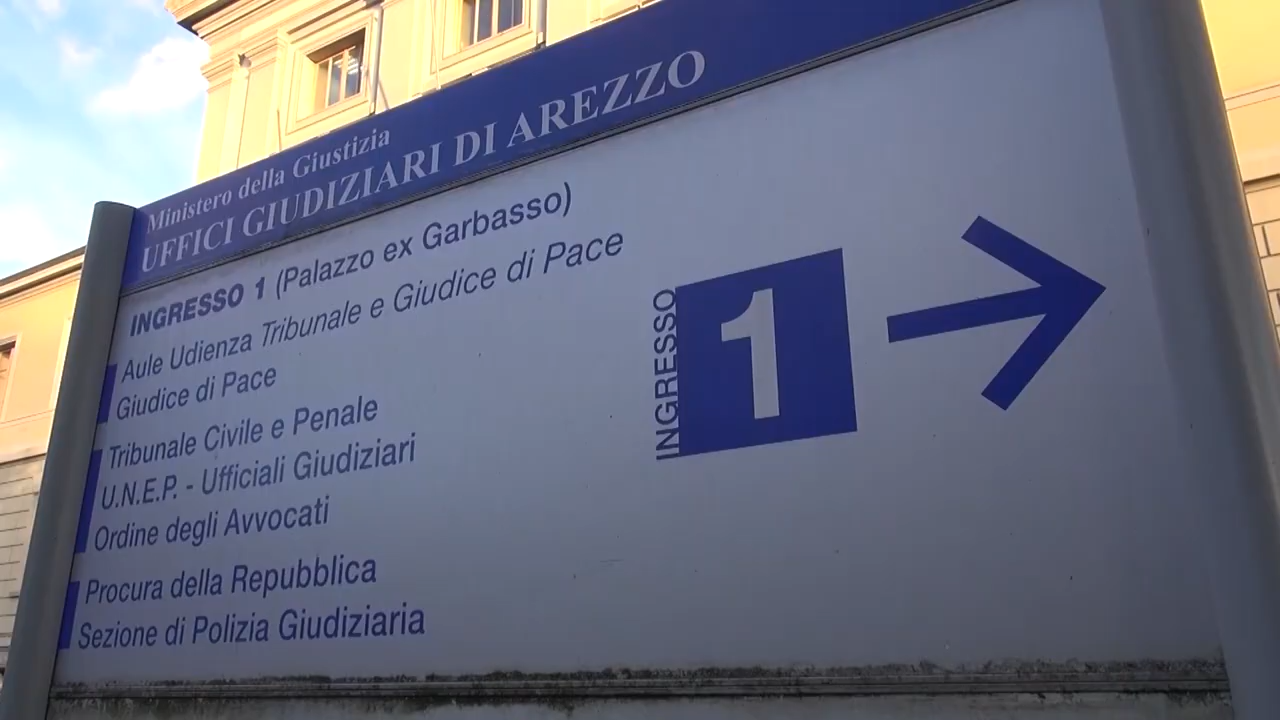 Ministero della Giustizia
UFFICI GIUDIZIARI DI AREZZO
INGRESSO 1 (Palazzo ex Garbasso)
Aule Udienza Tribunale e Giudice di Pace
Giudice di Pace
Tribunale Civile e Penale
U.N.E.P. - Ufficiali Giudiziari
Ordine degli Avvocati
Procura della Repubblica
Sezione di Polizia Giudiziaria
INGRESSO
1